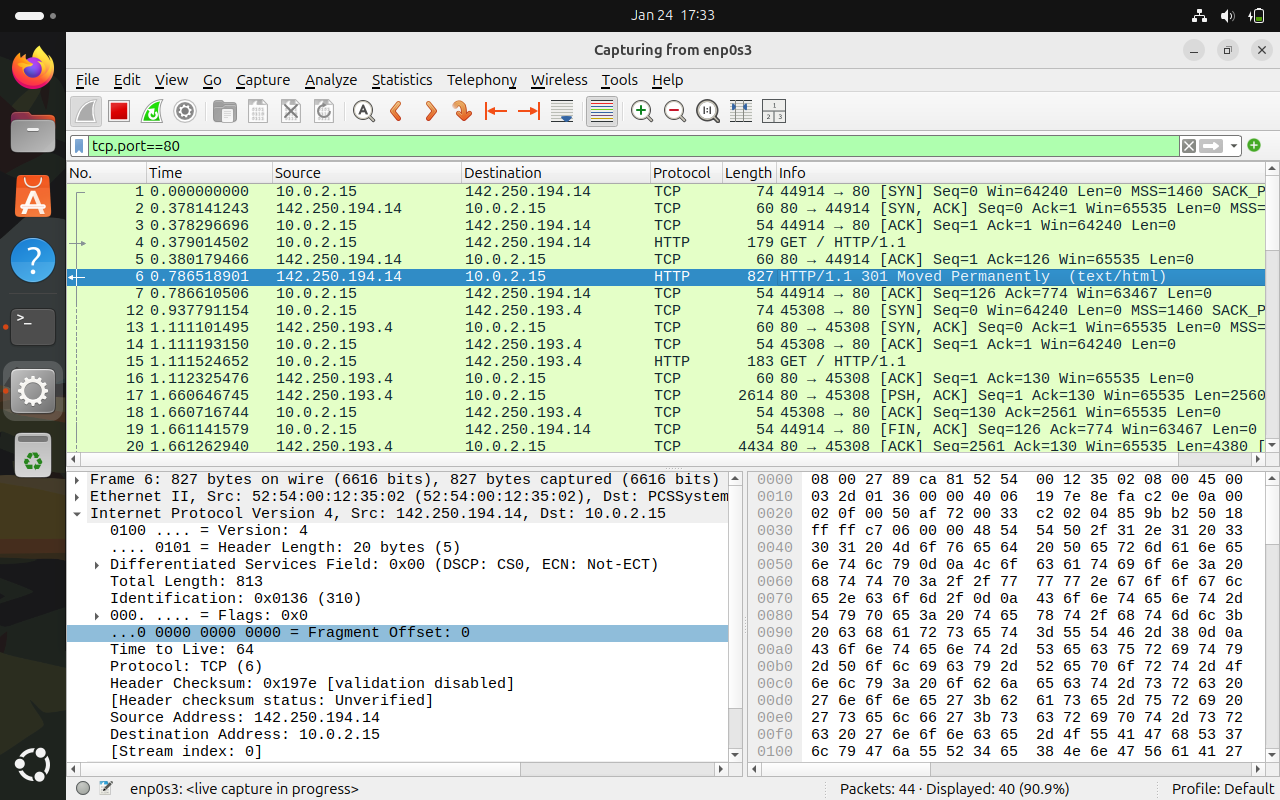 Jan 24 17:33
Capturing from enp0s3
File Edit View Go Capture Analyze Statistics Telephony Wireless Tools Help
tcp.port==80
No. Time Source Destination Protocol Length Info
1 0.000000000 10.0.2.15 142.250.194.14 TCP 74 44914 → 80 [SYN] Seq=0 Win=64240 Len=0 MSS=1460 SACK_P
2 0.378141243 142.250.194.14 10.0.2.15 TCP 60 80 → 44914 [SYN, ACK] Seq=0 Ack=1 Win=65535 Len=0 MSS=
3 0.378296696 10.0.2.15 142.250.194.14 TCP 54 44914 → 80 [ACK] Seq=1 Ack=1 Win=64240 Len=0
4 0.379014502 10.0.2.15 142.250.194.14 HTTP 179 GET / HTTP/1.1
5 0.380179466 142.250.194.14 10.0.2.15 TCP 60 80 → 44914 [ACK] Seq=1 Ack=126 Win=65535 Len=0
6 0.786518901 142.250.194.14 10.0.2.15 HTTP 827 HTTP/1.1 301 Moved Permanently (text/html)
7 0.786610506 10.0.2.15 142.250.194.14 TCP 54 44914 → 80 [ACK] Seq=126 Ack=774 Win=63467 Len=0
12 0.937791154 10.0.2.15 142.250.193.4 TCP 74 45308 → 80 [SYN] Seq=0 Win=64240 Len=0 MSS=1460 SACK_P
13 1.111101495 142.250.193.4 10.0.2.15 TCP 60 80 → 45308 [SYN, ACK] Seq=0 Ack=1 Win=65535 Len=0 MSS=
14 1.111193150 10.0.2.15 142.250.193.4 TCP 54 45308 → 80 [ACK] Seq=1 Ack=1 Win=64240 Len=0
15 1.111524652 10.0.2.15 142.250.193.4 HTTP 183 GET / HTTP/1.1
16 1.112325476 142.250.193.4 10.0.2.15 TCP 60 80 → 45308 [ACK] Seq=1 Ack=130 Win=65535 Len=0
17 1.660646745 142.250.193.4 10.0.2.15 TCP 2614 80 → 45308 [PSH, ACK] Seq=1 Ack=130 Win=65535 Len=2560
18 1.660716744 10.0.2.15 142.250.193.4 TCP 54 45308 → 80 [ACK] Seq=130 Ack=2561 Win=65535 Len=0
19 1.661141579 10.0.2.15 142.250.194.14 TCP 54 44914 → 80 [FIN, ACK] Seq=126 Ack=774 Win=63467 Len=0
20 1.661262940 142.250.193.4 10.0.2.15 TCP 4434 80 → 45308 [ACK] Seq=2561 Ack=130 Win=65535 Len=4380 [
Frame 6: 827 bytes on wire (6616 bits), 827 bytes captured (6616 bits)
Ethernet II, Src: 52:54:00:12:35:02 (52:54:00:12:35:02), Dst: PCSSystem
Internet Protocol Version 4, Src: 142.250.194.14, Dst: 10.0.2.15
0100 .... = Version: 4
.... 0101 = Header Length: 20 bytes (5)
Differentiated Services Field: 0x00 (DSCP: CS0, ECN: Not-ECT)
Total Length: 813
Identification: 0x0136 (310)
000. .... = Flags: 0x0
...0 0000 0000 0000 = Fragment Offset: 0
Time to Live: 64
Protocol: TCP (6)
Header Checksum: 0x197e [validation disabled]
[Header checksum status: Unverified]
Source Address: 142.250.194.14
Destination Address: 10.0.2.15
[Stream index: 0]
0000 08 00 27 89 ca 81 52 54 00 12 35 02 08 00 45 00
0010 03 2d 01 36 00 00 40 06 19 7e 8e fa c2 0e 0a 00
0020 02 0f 00 50 af 72 00 33 c2 02 04 85 9b b2 50 18
0030 ff ff c7 06 00 00 48 54 54 50 2f 31 2e 31 20 33
0040 30 31 20 4d 6f 76 65 64 20 50 65 72 6d 61 6e 65
0050 6e 74 6c 79 0d 0a 4c 6f 63 61 74 69 6f 6e 3a 20
0060 68 74 74 70 3a 2f 2f 77 77 77 2e 67 6f 6f 67 6c
0070 65 2e 63 6f 6d 2f 0d 0a 43 6f 6e 74 65 6e 74 2d
0080 54 79 70 65 3a 20 74 65 78 74 2f 68 74 6d 6c 3b
0090 20 63 68 61 72 73 65 74 3d 55 54 46 2d 38 0d 0a
00a0 43 6f 6e 74 65 6e 74 2d 53 65 63 75 72 69 74 79
00b0 2d 50 6f 6c 69 63 79 2d 52 65 70 6f 72 74 2d 4f
00c0 6e 6c 79 3a 20 6f 62 6a 65 63 74 2d 73 72 63 20
00d0 27 6e 6f 6e 65 27 3b 62 61 73 65 2d 75 72 69 20
00e0 27 73 65 6c 66 27 3b 73 63 72 69 70 74 2d 73 72
00f0 63 20 27 6e 6f 6e 63 65 2d 4f 55 41 47 68 53 37
0100 6c 79 47 6a 55 52 34 65 38 4e 6e 47 56 61 41 27
enp0s3: <live capture in progress>
Packets: 44 · Displayed: 40 (90.9%)
Profile: Default